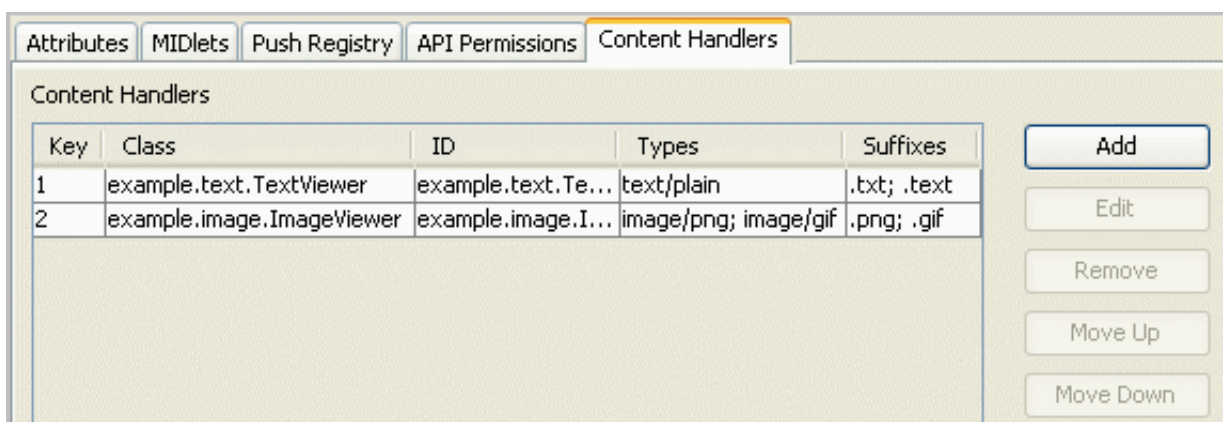 Attributes MIDlets Push Registry API Permissions Content Handlers
Content Handlers
Key Class ID Types Suffixes
1 example.text.TextViewer example.text.Te... text/plain .txt; .text
2 example.image.ImageViewer example.image.I... image/png; image/gif .png; .gif
Add
Edit
Remove
Move Up
Move Down